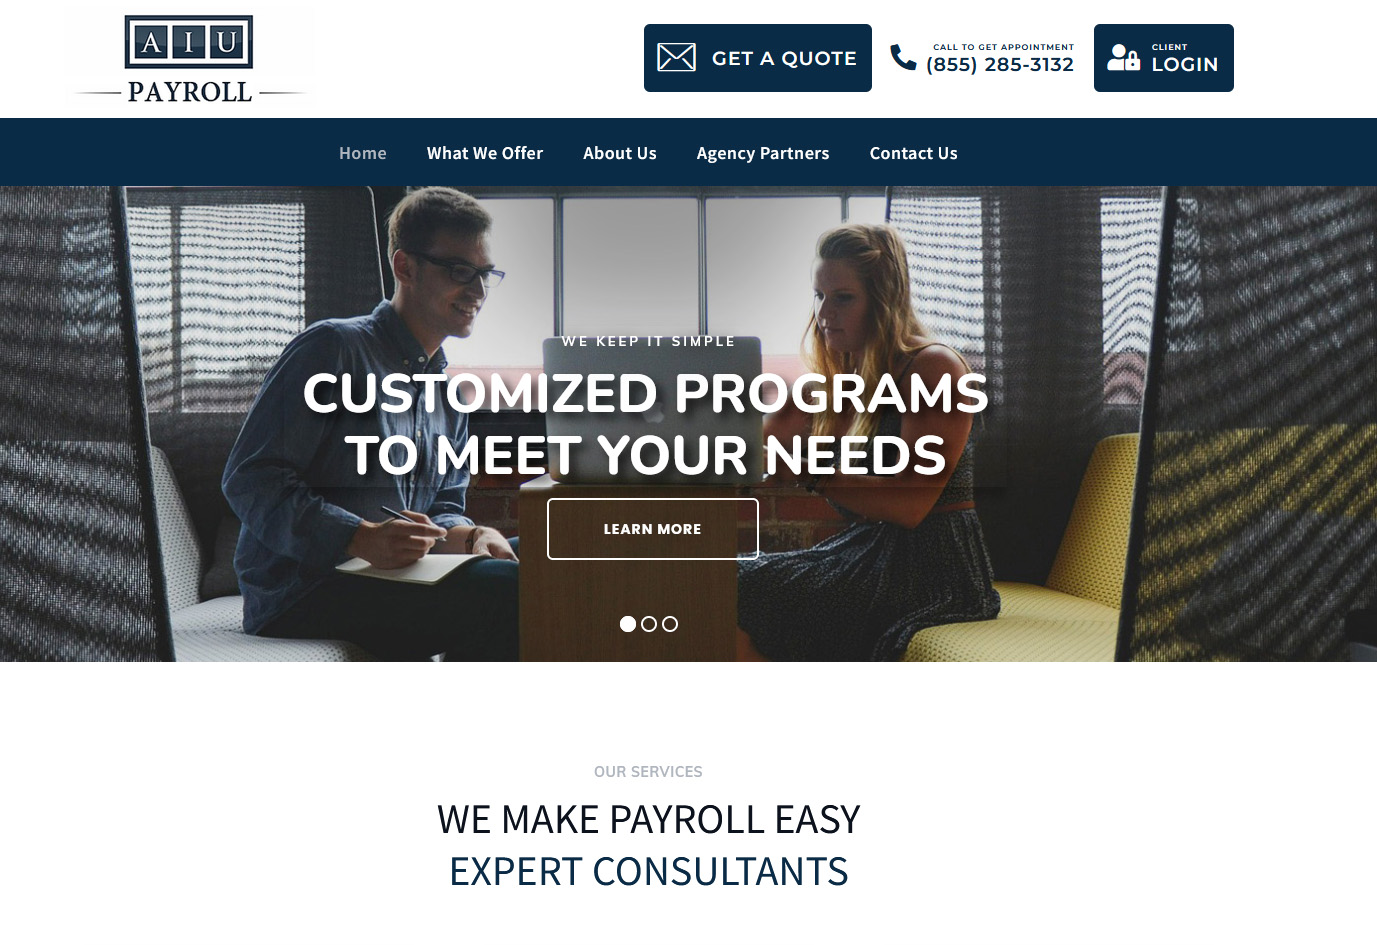 A I U
PAYROLL
GET A QUOTE
CALL TO GET APPOINTMENT
(855) 285-3132
CLIENT
LOGIN
Home What We Offer About Us Agency Partners Contact Us
WE KEEP IT SIMPLE
CUSTOMIZED PROGRAMS
TO MEET YOUR NEEDS
LEARN MORE
OUR SERVICES
WE MAKE PAYROLL EASY
EXPERT CONSULTANTS